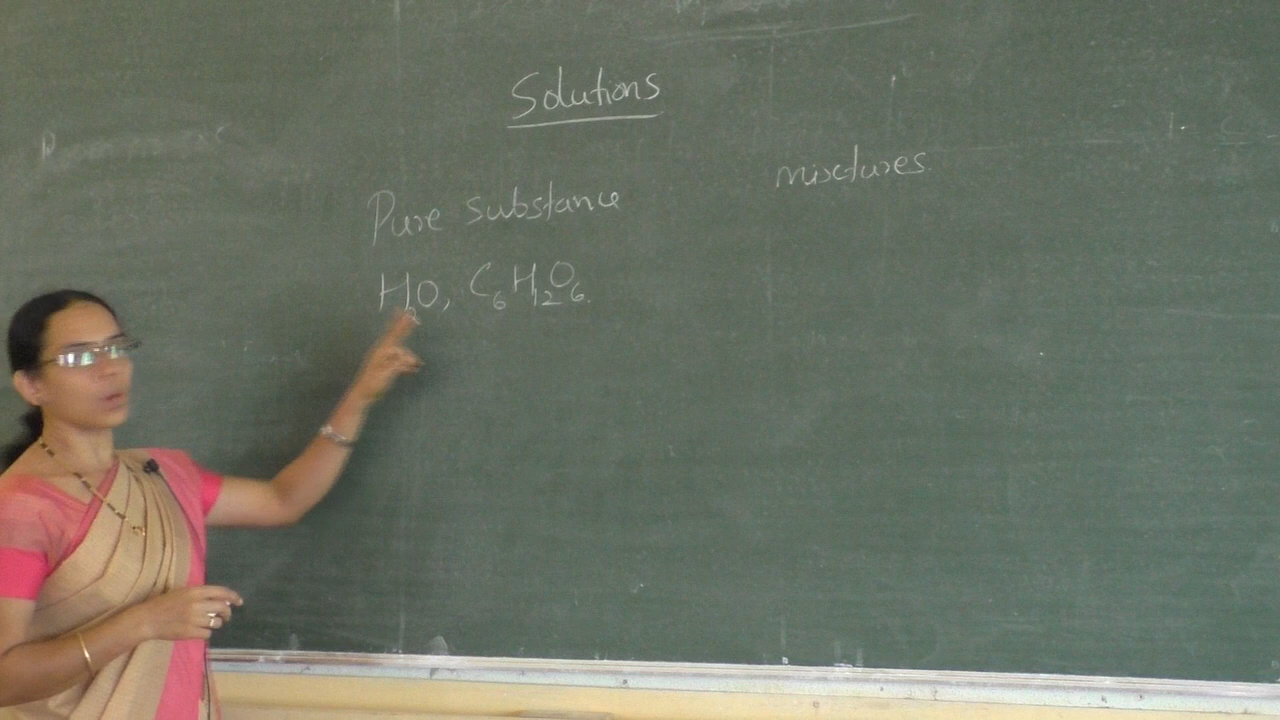 Solutions
Pure substance
mixtures.
H2O, C6H12O6.